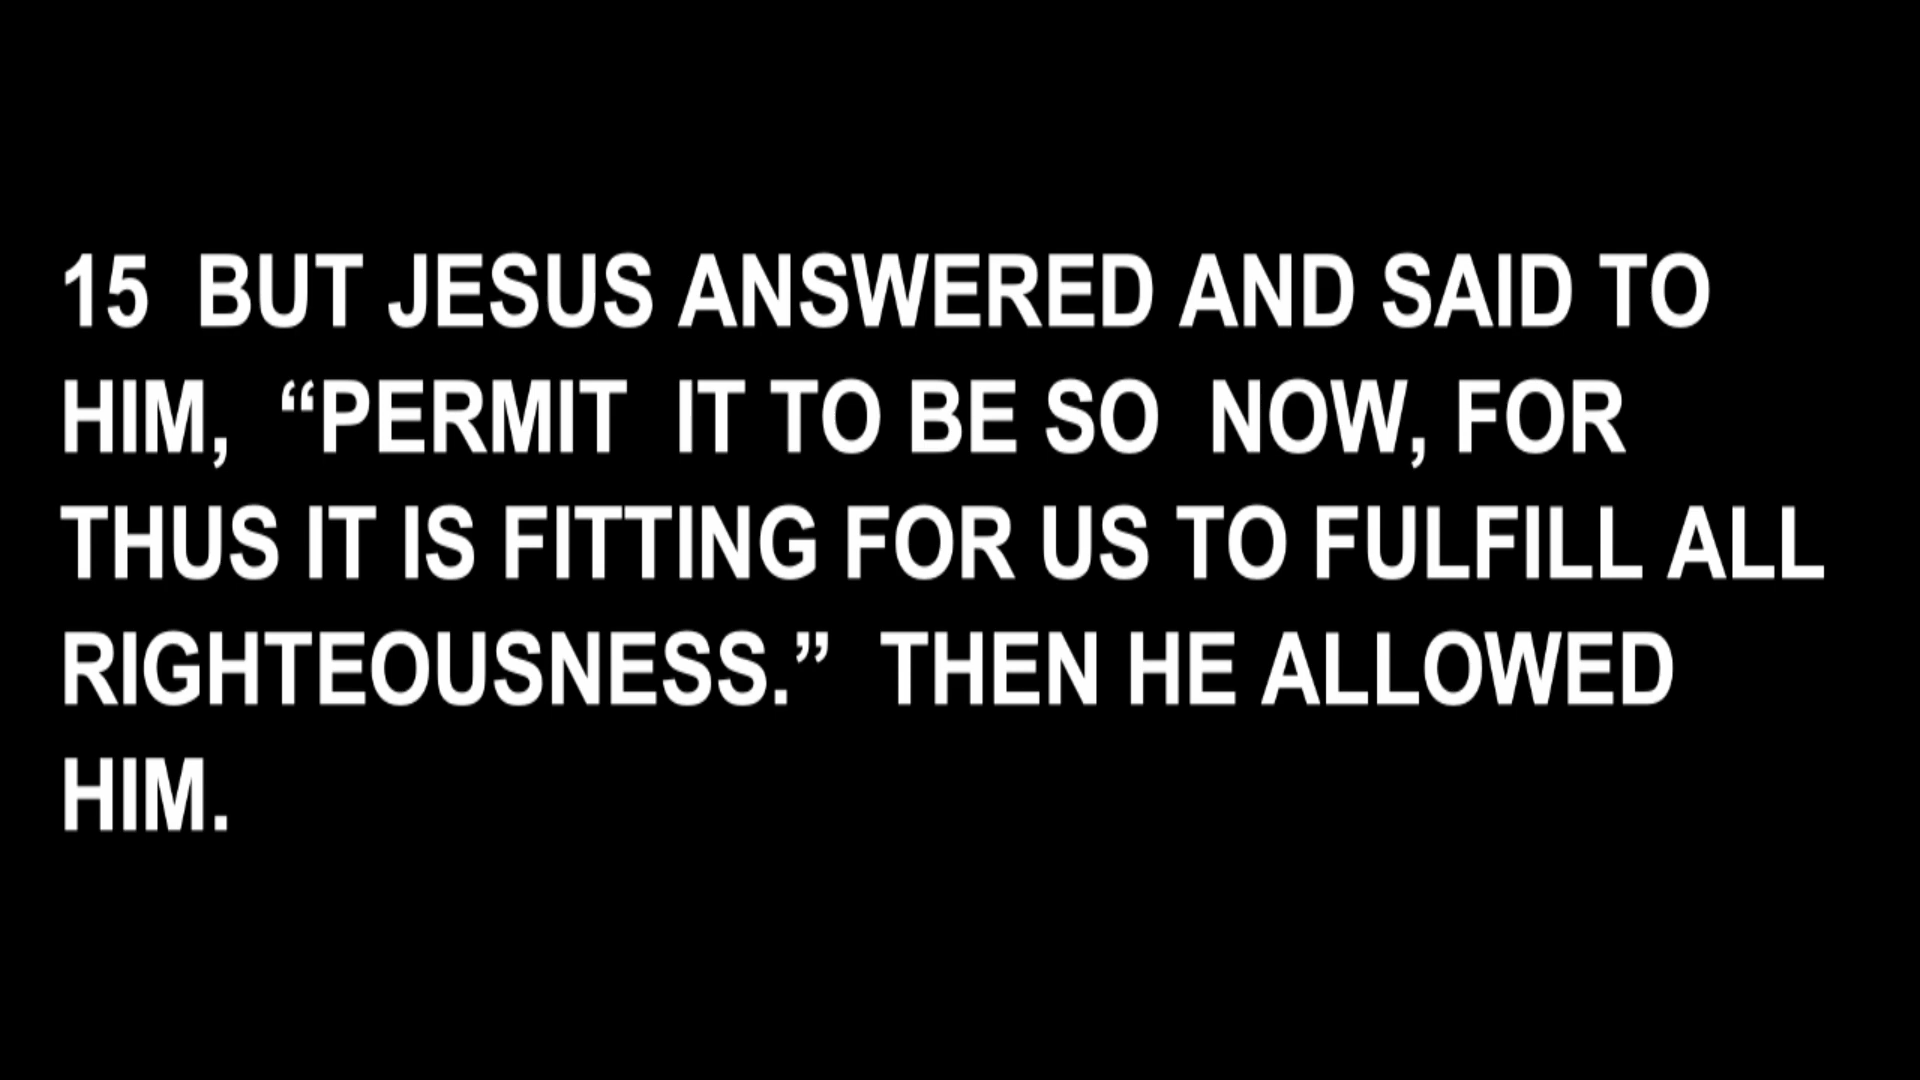 15  BUT JESUS ANSWERED AND SAID TO
HIM,  “PERMIT  IT TO BE SO  NOW, FOR
THUS IT IS FITTING FOR US TO FULFILL ALL
RIGHTEOUSNESS.”  THEN HE ALLOWED
HIM.